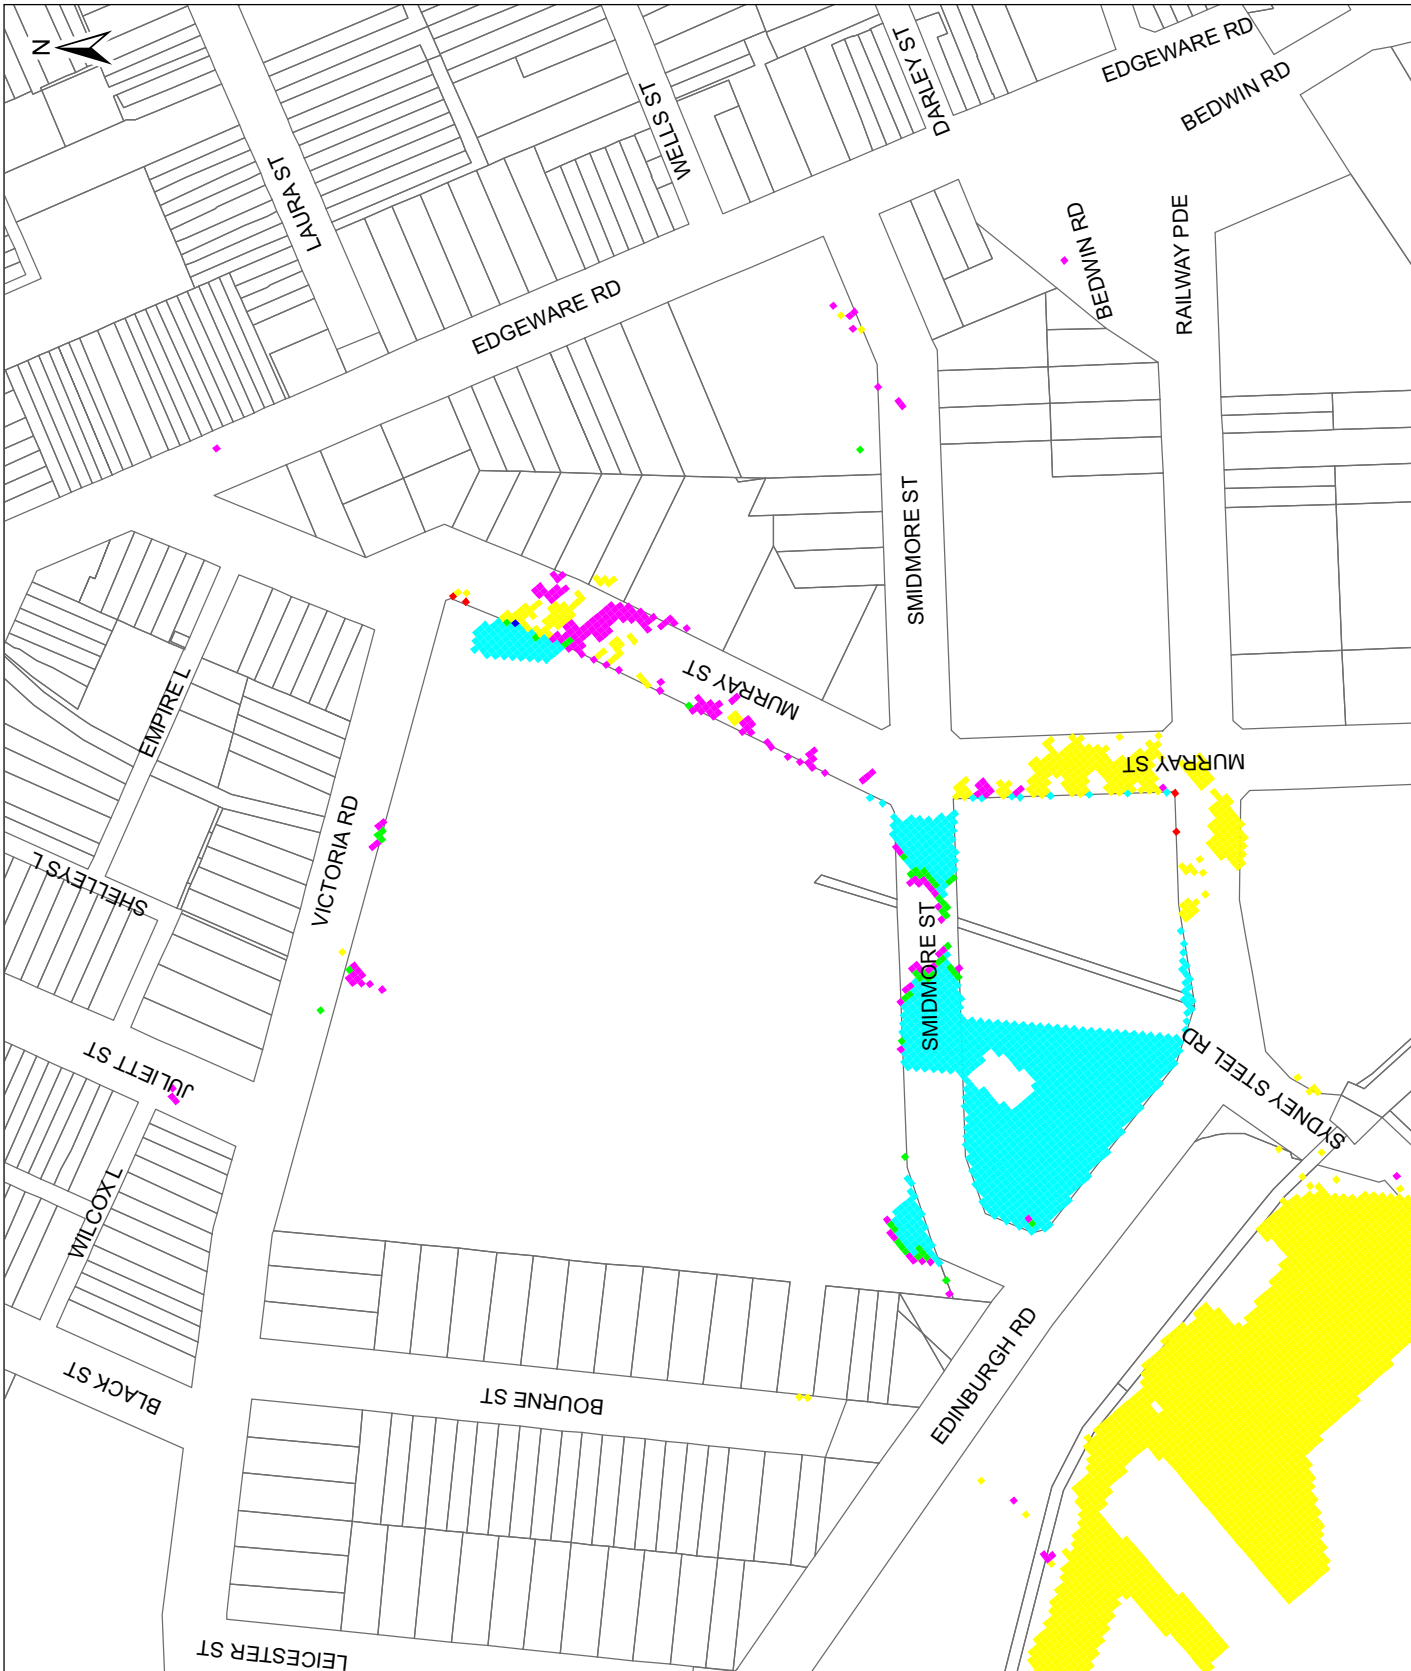 N
EDGEWARE RD
DARLEY ST
BEDWIN RD
WELLS ST
LAURA ST
BEDWIN RD
RAILWAY PDE
EDGEWARE RD
SMIDMORE ST
EMPIRE L
MURRAY ST
MURRAY ST
VICTORIA RD
SHELLEYS L
SMIDMORE ST
JULIETT ST
SYDNEY STEEL RD
WILCOX L
EDINBURGH RD
BLACK ST
BOURNE ST
LEICESTER ST